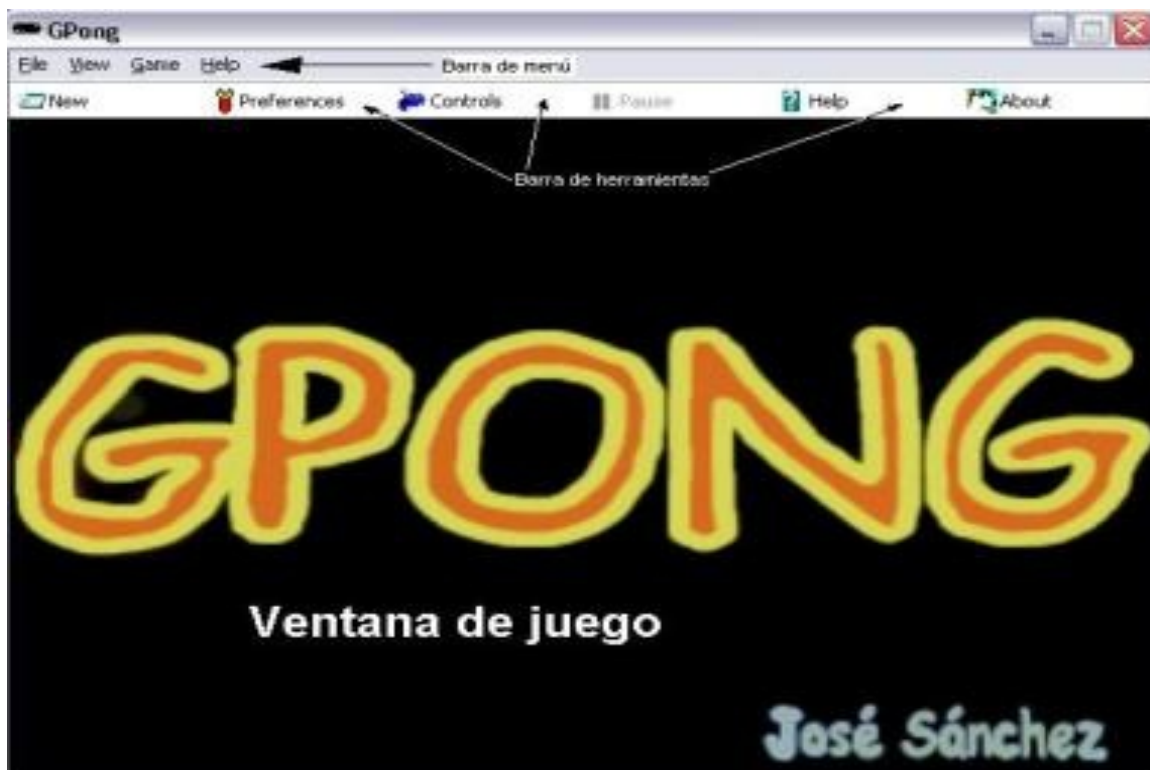 GPong
File View Game Help Barra de menú
New Preferences Controls Pause Help About
Barra de herramientas
GPONG
Ventana de juego
José Sánchez